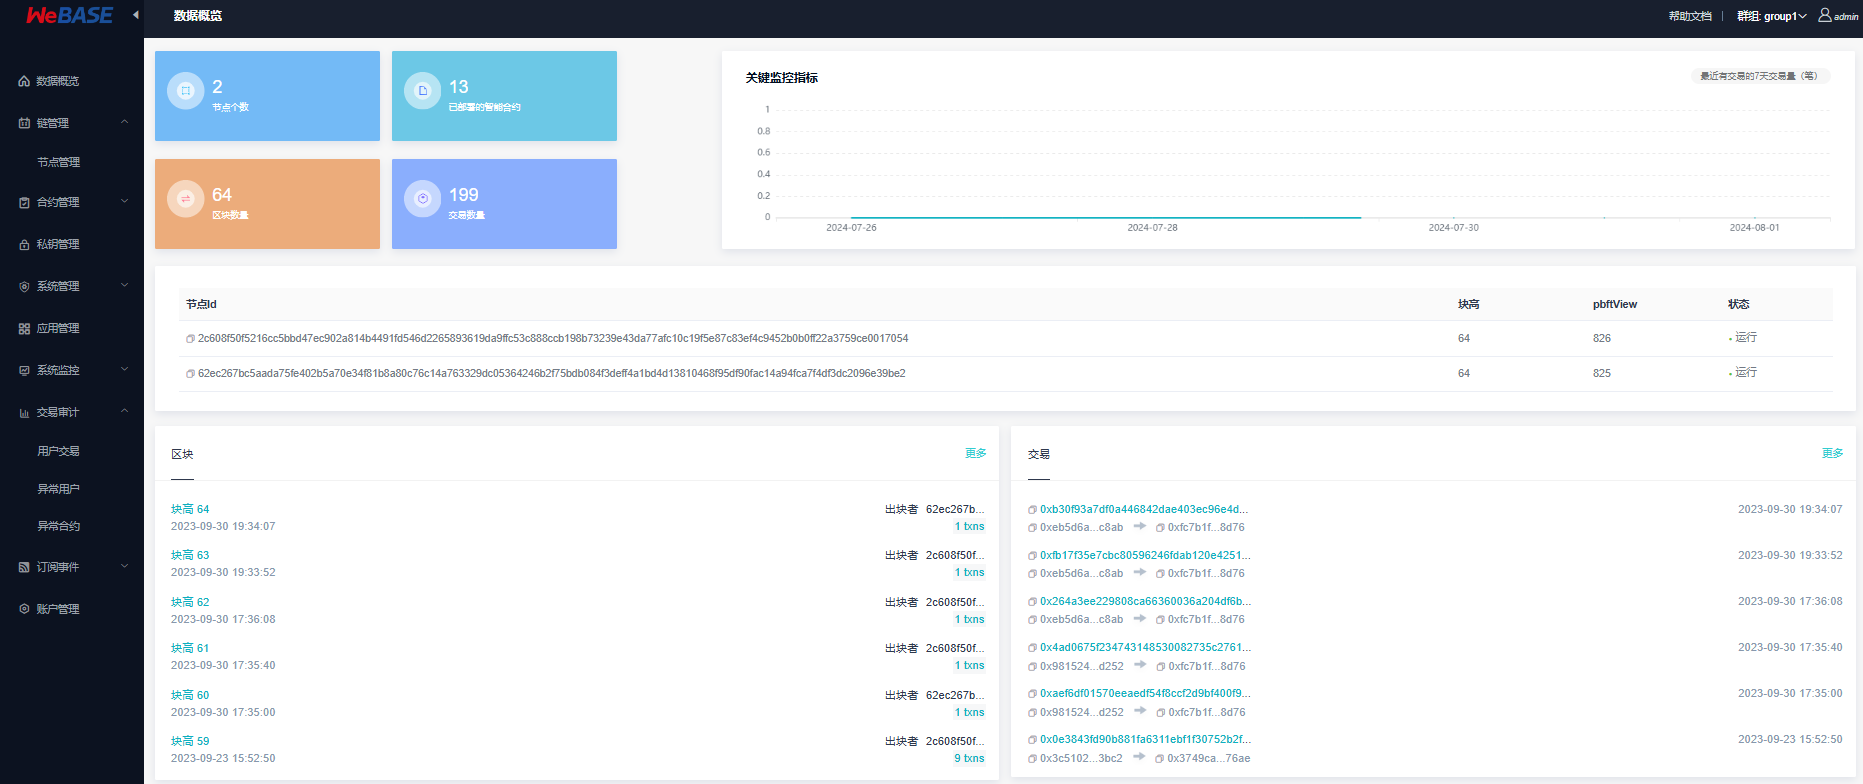 WeBASE
数据概览
帮助文档
群组: group1
admin
数据概览
链管理
节点管理
合约管理
私钥管理
系统管理
应用管理
系统监控
交易审计
用户交易
异常用户
异常合约
订阅事件
账户管理
2
节点个数
13
已部署的智能合约
64
区块数量
199
交易数量
关键监控指标
最近有交易的7天交易量（笔）
1
0.8
0.6
0.4
0.2
0
2024-07-26
2024-07-28
2024-07-30
2024-08-01
节点Id 块高 pbftView 状态
2c608f50f5216cc5bbd47ec902a814b4491fd546d2265893619da9ffc53c888ccb198b73239e43da77afc10c19f5e87c83ef4c9452b0b0ff22a3759ce0017054 64 826 运行
62ec267bc5aada75fe402b5a70e34f81b8a80c76c14a763329dc05364246b2f75bdb084f3deff4a1bd4d13810468f95df90fac14a94fca7f4df3dc2096e39be2 64 825 运行
区块 更多
块高 64 出块者 62ec267b...
2023-09-30 19:34:07 1 txns
块高 63 出块者 2c608f50f...
2023-09-30 19:33:52 1 txns
块高 62 出块者 2c608f50f...
2023-09-30 17:36:08 1 txns
块高 61 出块者 2c608f50f...
2023-09-30 17:35:40 1 txns
块高 60 出块者 62ec267b...
2023-09-30 17:35:00 1 txns
块高 59 出块者 2c608f50f...
2023-09-23 15:52:50 9 txns
交易 更多
0xb30f93a7df0a446842dae403ec96e4d... 2023-09-30 19:34:07
0xeb5d6a...c8ab 0xfc7b1f...8d76
0xfb17f35e7cbc80596246fdab120e4251... 2023-09-30 19:33:52
0xeb5d6a...c8ab 0xfc7b1f...8d76
0x264a3ee229808ca66360036a204df6b... 2023-09-30 17:36:08
0xeb5d6a...c8ab 0xfc7b1f...8d76
0x4ad0675f234743148530082735c2761... 2023-09-30 17:35:40
0x981524...d252 0xfc7b1f...8d76
0xaef6df01570eeaedf54f8ccf2d9bf400f9... 2023-09-30 17:35:00
0x981524...d252 0xfc7b1f...8d76
0x0e3843fd90b881fa6311ebf1f30752b2f... 2023-09-23 15:52:50
0x3c5102...3bc2 0x3749ca...76ae